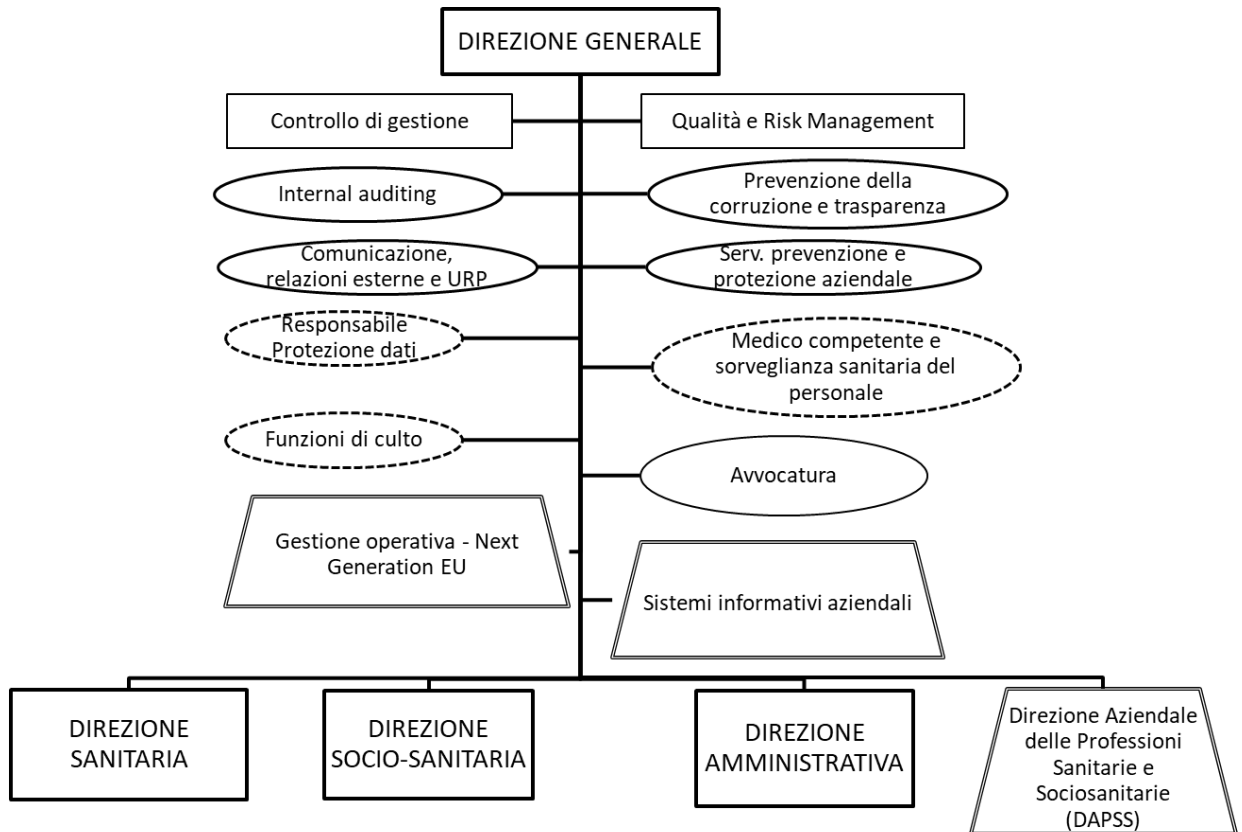 DIREZIONE GENERALE
Controllo di gestione
Qualità e Risk Management
Internal auditing
Prevenzione della
corruzione e trasparenza
Comunicazione,
relazioni esterne e URP
Serv. prevenzione e
protezione aziendale
Responsabile
Protezione dati
Medico competente e
sorveglianza sanitaria del
personale
Funzioni di culto
Avvocatura
Gestione operativa - Next
Generation EU
Sistemi informativi aziendali
DIREZIONE
SANITARIA
DIREZIONE
SOCIO-SANITARIA
DIREZIONE
AMMINISTRATIVA
Direzione Aziendale
delle Professioni
Sanitarie e
Sociosanitarie
(DAPSS)